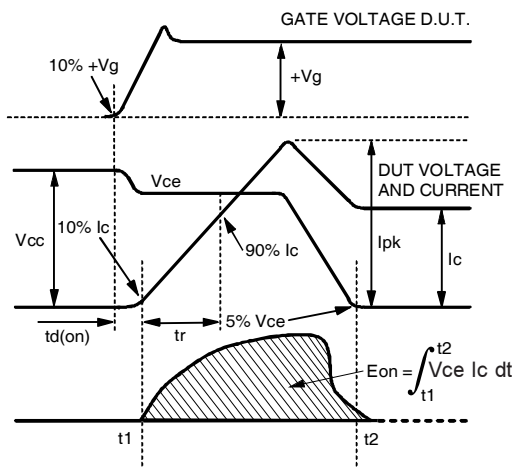 GATE VOLTAGE D.U.T.
10% +Vg
+Vg
Vce
DUT VOLTAGE
AND CURRENT
Vcc
10% Ic
90% Ic
Ipk
Ic
td(on)
tr
5% Vce
Eon = ∫ t1 t2 Vce Ic dt
t1
t2